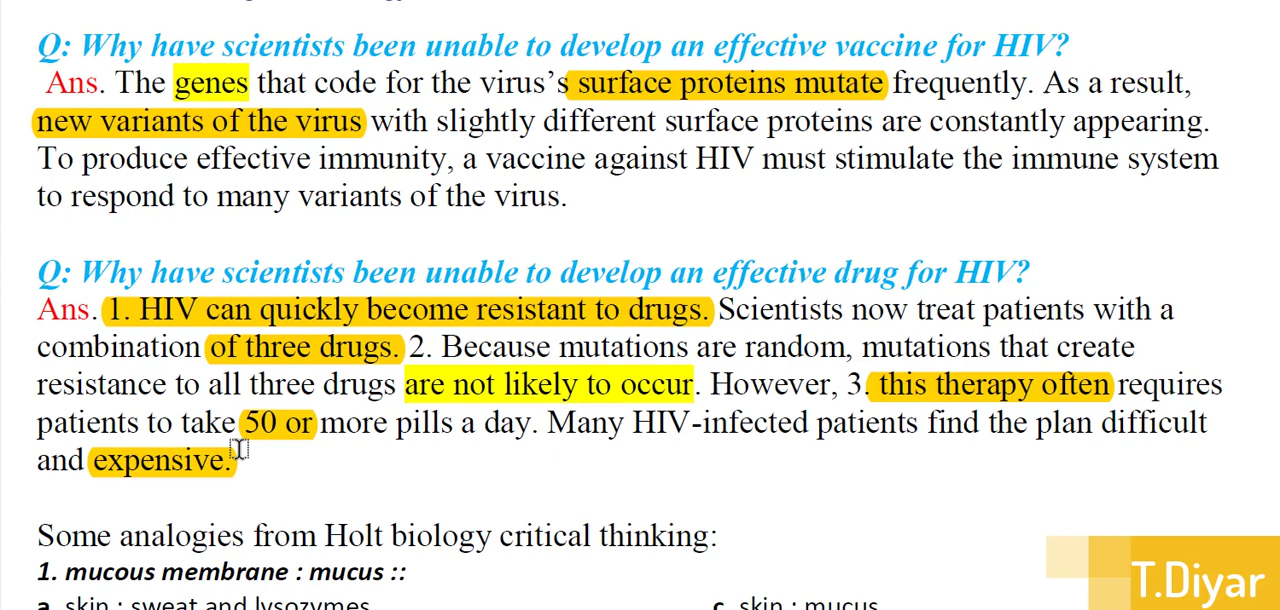 Q: Why have scientists been unable to develop an effective vaccine for HIV?
Ans. The genes that code for the virus's surface proteins mutate frequently. As a result,
new variants of the virus with slightly different surface proteins are constantly appearing.
To produce effective immunity, a vaccine against HIV must stimulate the immune system
to respond to many variants of the virus.
Q: Why have scientists been unable to develop an effective drug for HIV?
Ans. 1. HIV can quickly become resistant to drugs. Scientists now treat patients with a
combination of three drugs. 2. Because mutations are random, mutations that create
resistance to all three drugs are not likely to occur. However, 3. this therapy often requires
patients to take 50 or more pills a day. Many HIV-infected patients find the plan difficult
and expensive.
Some analogies from Holt biology critical thinking:
1. mucous membrane : mucus ::
a. skin : sweat and lysozymes c. skin : mucus
T.Diyar